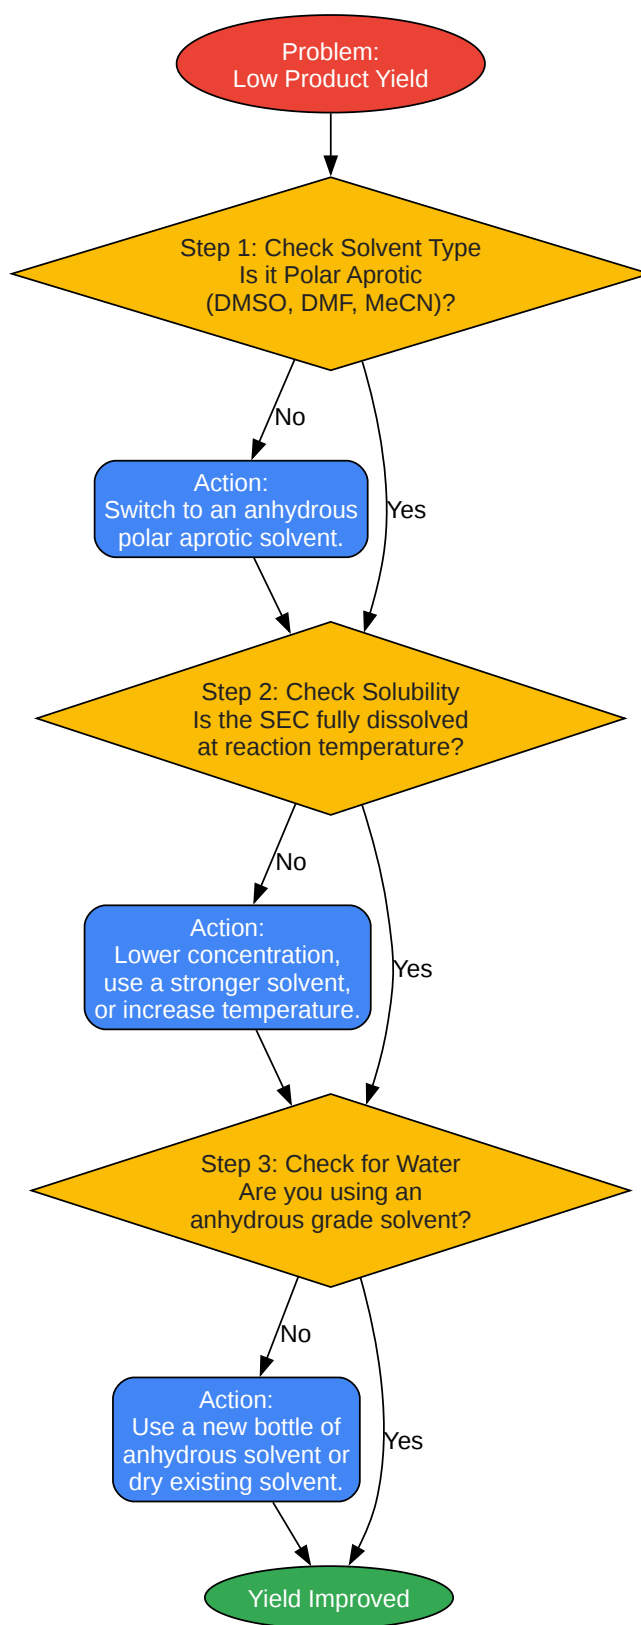 Problem:
Low Product Yield
Step 1: Check Solvent Type
Is it Polar Aprotic
(DMSO, DMF, MeCN)?
No
Action:
Switch to an anhydrous
polar aprotic solvent.
Yes
Step 2: Check Solubility
Is the SEC fully dissolved
at reaction temperature?
No
Action:
Lower concentration,
use a stronger solvent,
or increase temperature.
Yes
Step 3: Check for Water
Are you using an
anhydrous grade solvent?
No
Action:
Use a new bottle of
anhydrous solvent or
dry existing solvent.
Yes
Yield Improved